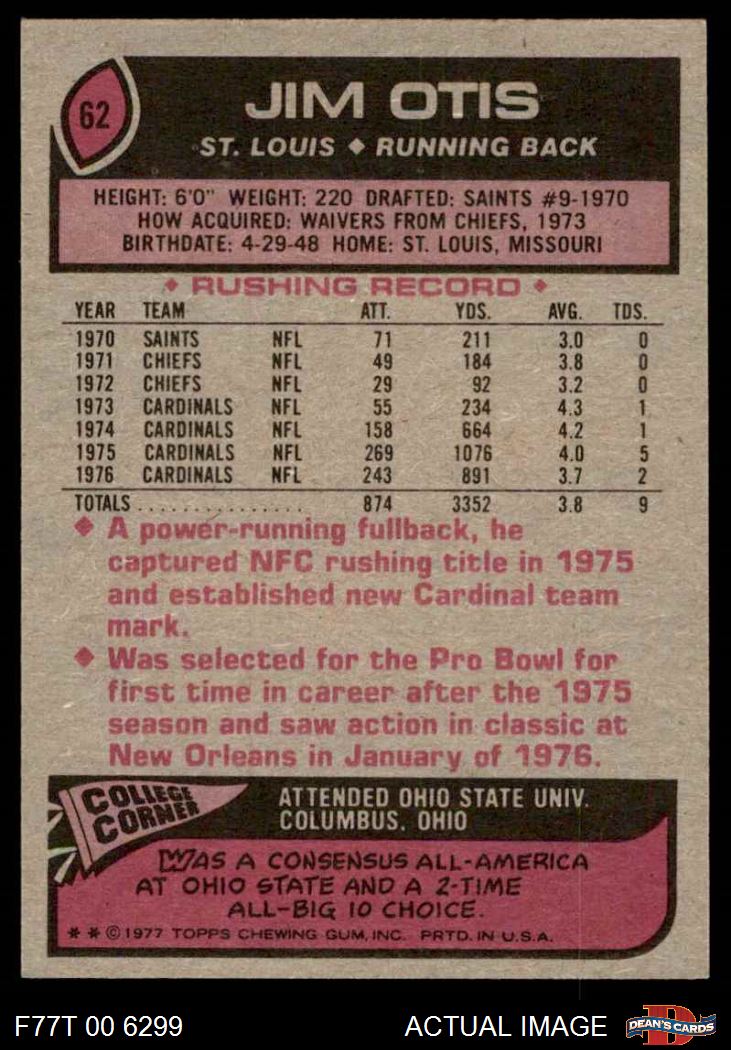 62
JIM OTIS
ST. LOUIS ◆ RUNNING BACK
HEIGHT: 6'0" WEIGHT: 220 DRAFTED: SAINTS #9-1970
HOW ACQUIRED: WAIVERS FROM CHIEFS, 1973
BIRTHDATE: 4-29-48 HOME: ST. LOUIS, MISSOURI
◆ RUSHING RECORD ◆
YEAR TEAM ATT. YDS. AVG. TDS.
1970 SAINTS NFL 71 211 3.0 0
1971 CHIEFS NFL 49 184 3.8 0
1972 CHIEFS NFL 29 92 3.2 0
1973 CARDINALS NFL 55 234 4.3 1
1974 CARDINALS NFL 158 664 4.2 1
1975 CARDINALS NFL 269 1076 4.0 5
1976 CARDINALS NFL 243 891 3.7 2
TOTALS . . . . . . . . . . . . . . . 874 3352 3.8 9
◆ A power-running fullback, he
captured NFC rushing title in 1975
and established new Cardinal team
mark.
◆ Was selected for the Pro Bowl for
first time in career after the 1975
season and saw action in classic at
New Orleans in January of 1976.
COLLEGE
CORNER
ATTENDED OHIO STATE UNIV.
COLUMBUS, OHIO
WAS A CONSENSUS ALL-AMERICA
AT OHIO STATE AND A 2-TIME
ALL-BIG 10 CHOICE.
* * © 1977 TOPPS CHEWING GUM, INC. PRTD. IN U.S.A.
F77T 00 6299 ACTUAL IMAGE
D
DEAN'S CARDS